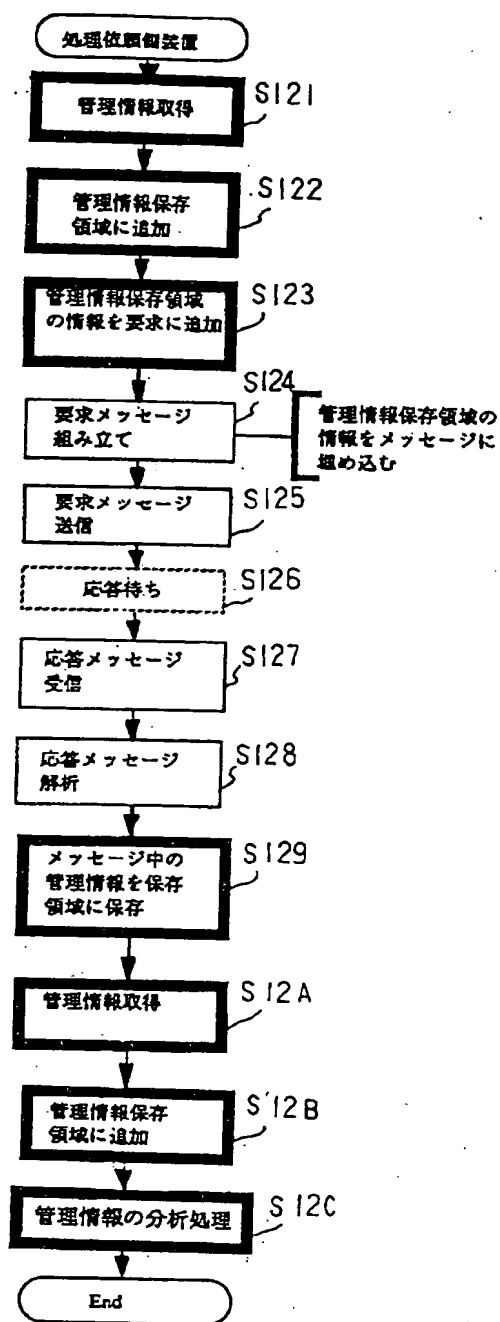 処理依頼側装置
管理情報取得
S121
管理情報保存
領域に追加
S122
管理情報保存領域
の情報を要求に追加
S123
要求メッセージ
組み立て
S124
管理情報保存領域の
情報をメッセージに
埋め込む
要求メッセージ
送信
S125
応答待ち
S126
応答メッセージ
受信
S127
応答メッセージ
解析
S128
メッセージ中の
管理情報を保存
領域に保存
S129
管理情報取得
S12A
管理情報保存
領域に追加
S12B
管理情報の分析処理
S12C
End